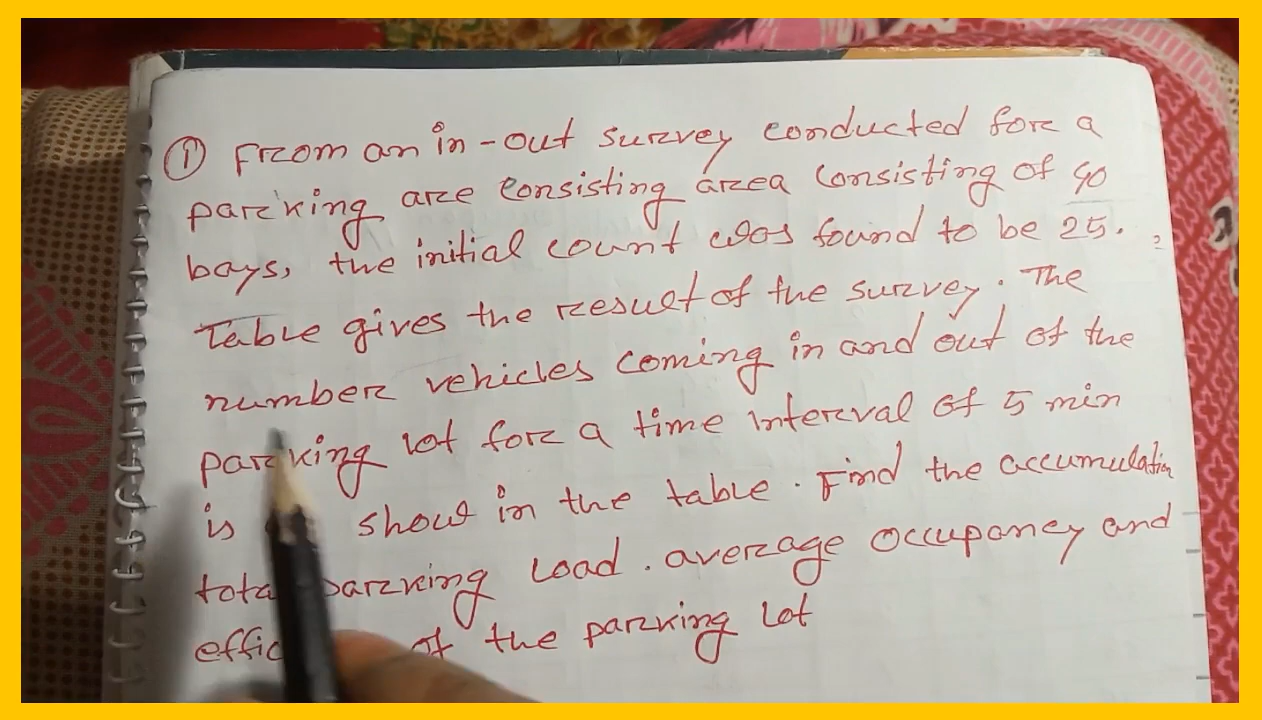 ① From an in-out survey conducted for a
parking are consisting area consisting of 40
bays, the initial count was found to be 25.
Table gives the result of the survey. The
number vehicles coming in and out of the
parking lot for a time interval of 5 min
is show in the table. Find the accumulation
total parking load. average occupancy and
of the parking lot